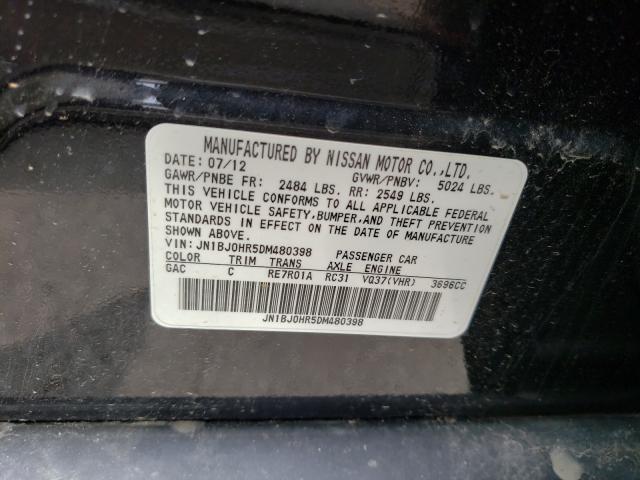 MANUFACTURED BY NISSAN MOTOR CO.,LTD.
DATE: 07/12 GVWR/PNBV: 5024 LBS.
GAWR/PNBE FR: 2484 LBS. RR: 2549 LBS.
THIS VEHICLE CONFORMS TO ALL APPLICABLE FEDERAL
MOTOR VEHICLE SAFETY,BUMPER,AND THEFT PREVENTION
STANDARDS IN EFFECT ON THE DATE OF MANUFACTURE
SHOWN ABOVE.
VIN: JN1BJ0HR5DM480398 PASSENGER CAR
COLOR TRIM TRANS AXLE ENGINE
GAC C RE7R01A RC31 VQ37(VHR) 3696CC
JN1BJ0HR5DM480398